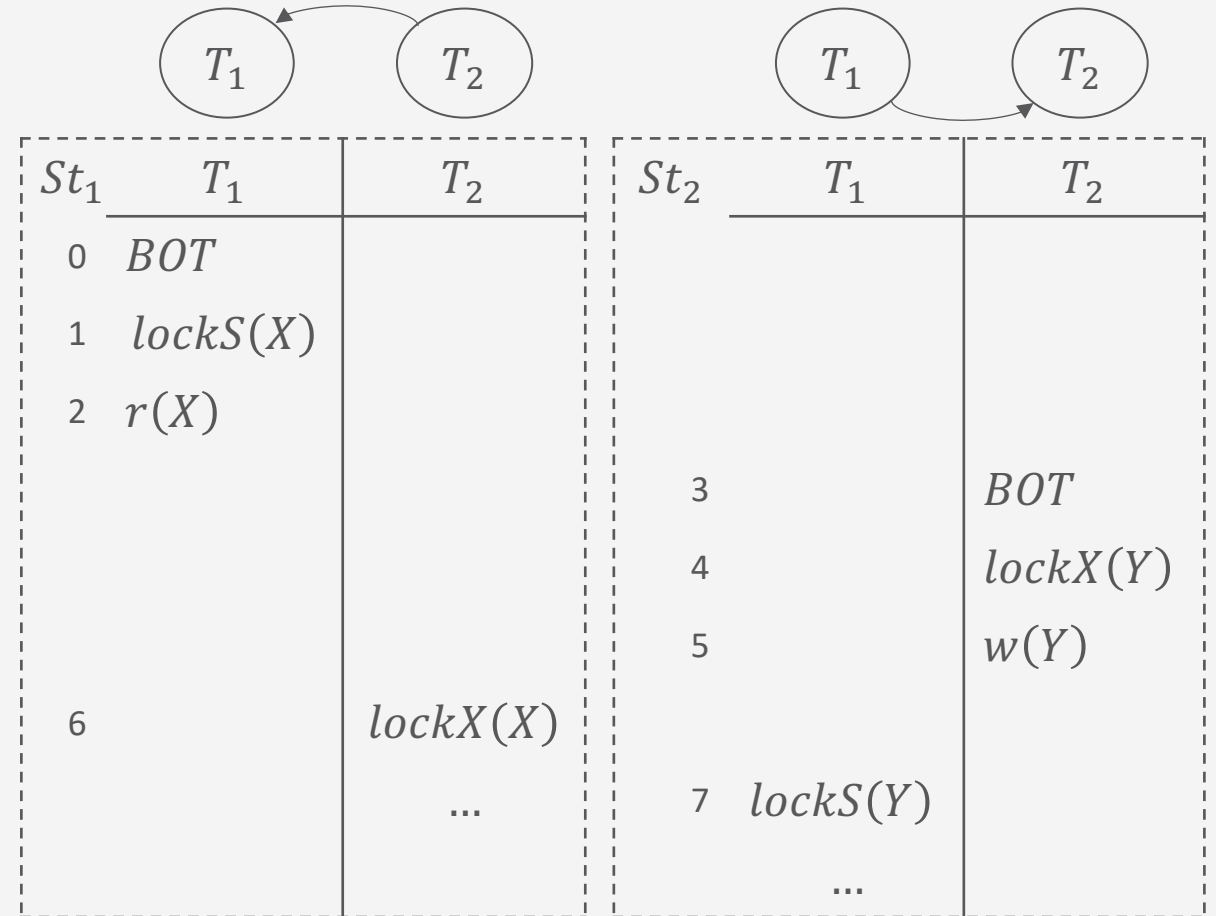 T₁ T₂ T₁ T₂
St₁ T₁ T₂ St₂ T₁ T₂
0 BOT
1 lockS(X)
2 r(X)
3 BOT
4 lockX(Y)
5 w(Y)
6 lockX(X)
... 7 lockS(Y)
...